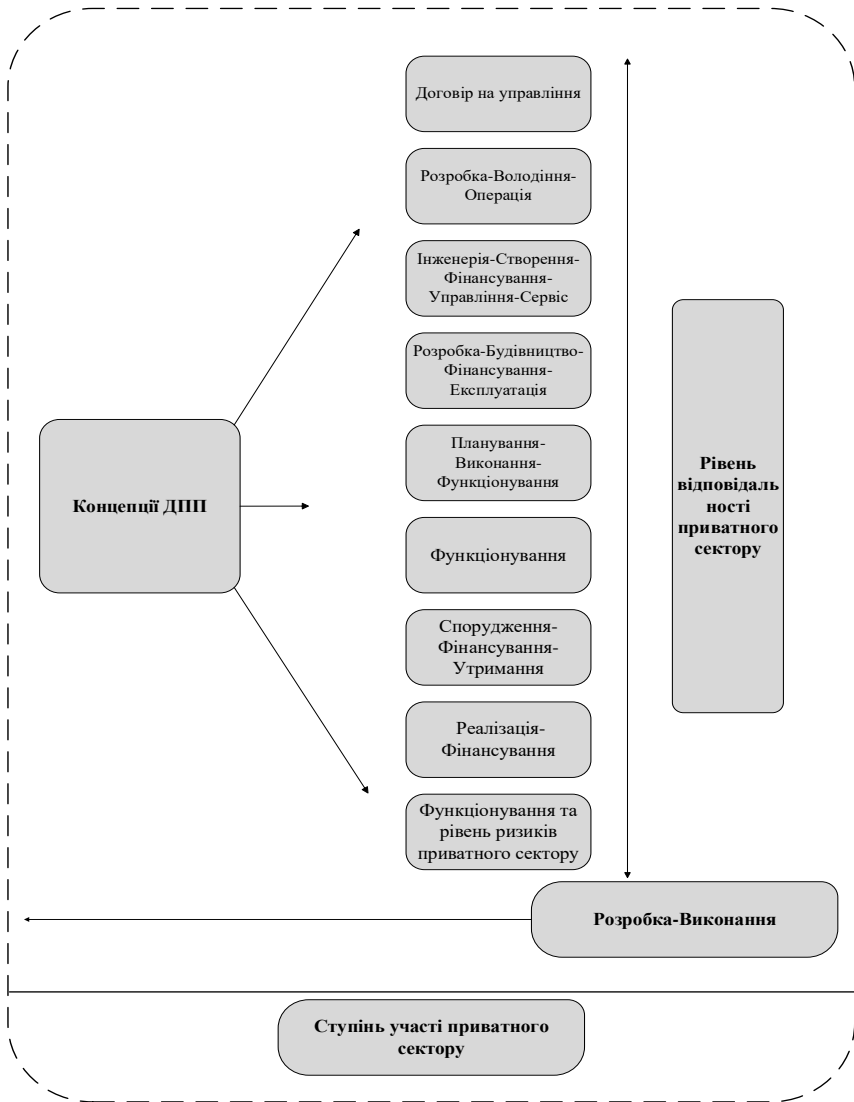 Договір на управління
Розробка-Володіння-
Операція
Інженерія-Створення-
Фінансування-
Управління-Сервіс
Розробка-Будівництво-
Фінансування-
Експлуатація
Планування-
Виконання-
Функціонування
Функціонування
Спорудження-
Фінансування-
Утримання
Реалізація-
Фінансування
Функціонування та
рівень ризиків
приватного сектору
Концепції ДПП
Рівень
відповідаль
ності
приватного
сектору
Розробка-Виконання
Ступінь участі приватного
сектору